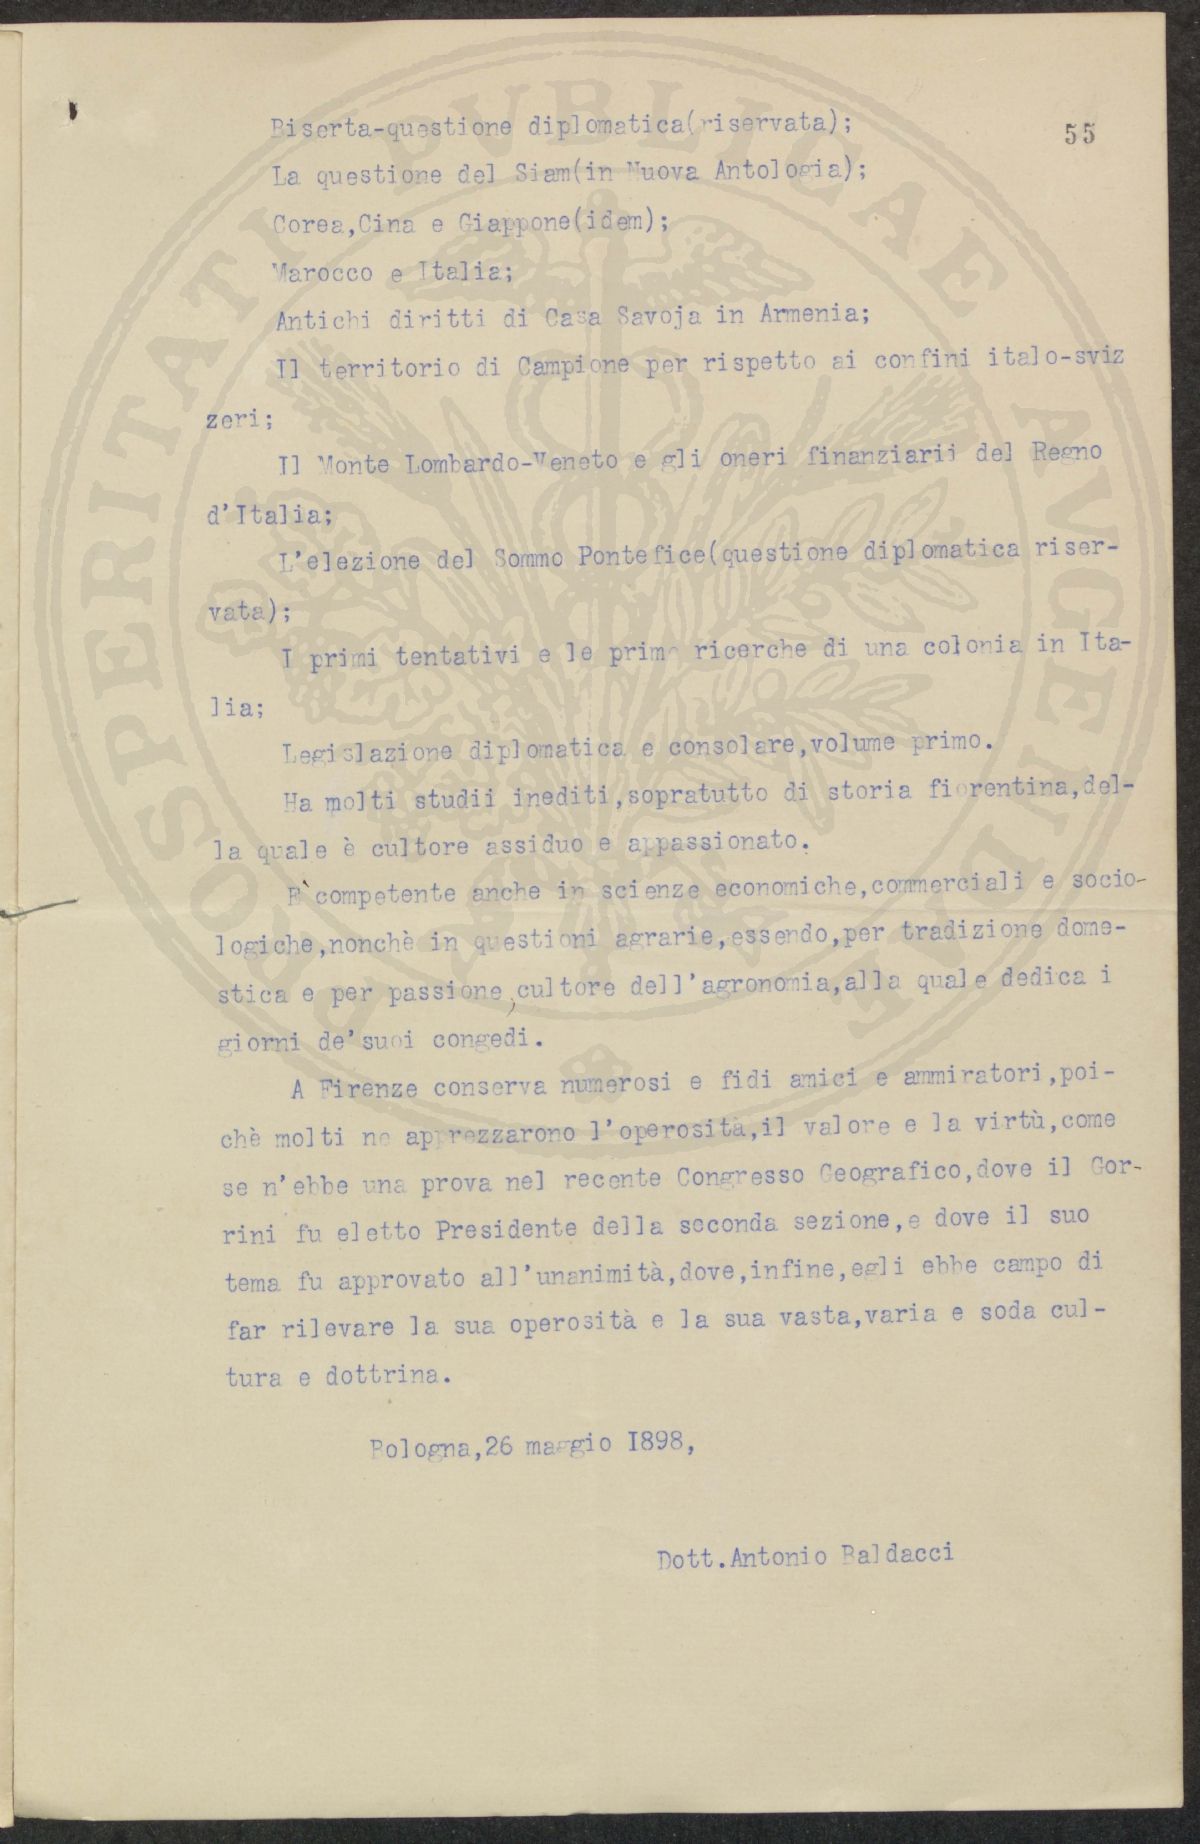 55
Biserta-questione diplomatica(riservata);
La questione del Siam(in Nuova Antologia);
Corea,Cina e Giappone(idem);
Marocco e Italia;
Antichi diritti di Casa Savoja in Armenia;
Il territorio di Campione per rispetto ai confini italo-sviz
zeri;
Il Monte Lombardo-Veneto e gli oneri finanziarii del Regno
d'Italia;
L'elezione del Sommo Pontefice(questione diplomatica riser-
vata);
I primi tentativi e le prime ricerche di una colonia in Ita-
lia;
Legislazione diplomatica e consolare,volume primo.
Ha molti studii inediti,sopratutto di storia fiorentina,del-
la quale è cultore assiduo e appassionato.
E`competente anche in scienze economiche,commerciali e socio-
logiche,nonchè in questioni agrarie,essendo,per tradizione dome-
stica e per passione,cultore dell'agronomia,alla quale dedica i
giorni de'suoi congedi.
A Firenze conserva numerosi e fidi amici e ammiratori,poi-
chè molti ne apprezzarono l'operosità,il valore e la virtù,come
se n'ebbe una prova nel recente Congresso Geografico,dove il Gor-
rini fu eletto Presidente della seconda sezione,e dove il suo
tema fu approvato all'unanimità,dove,infine,egli ebbe campo di
far rilevare la sua operosità e la sua vasta,varia e soda cul-
tura e dottrina.
Bologna,26 maggio I898,
Dott.Antonio Baldacci
PROSPERITATI PVBLICAE AVGENDAE